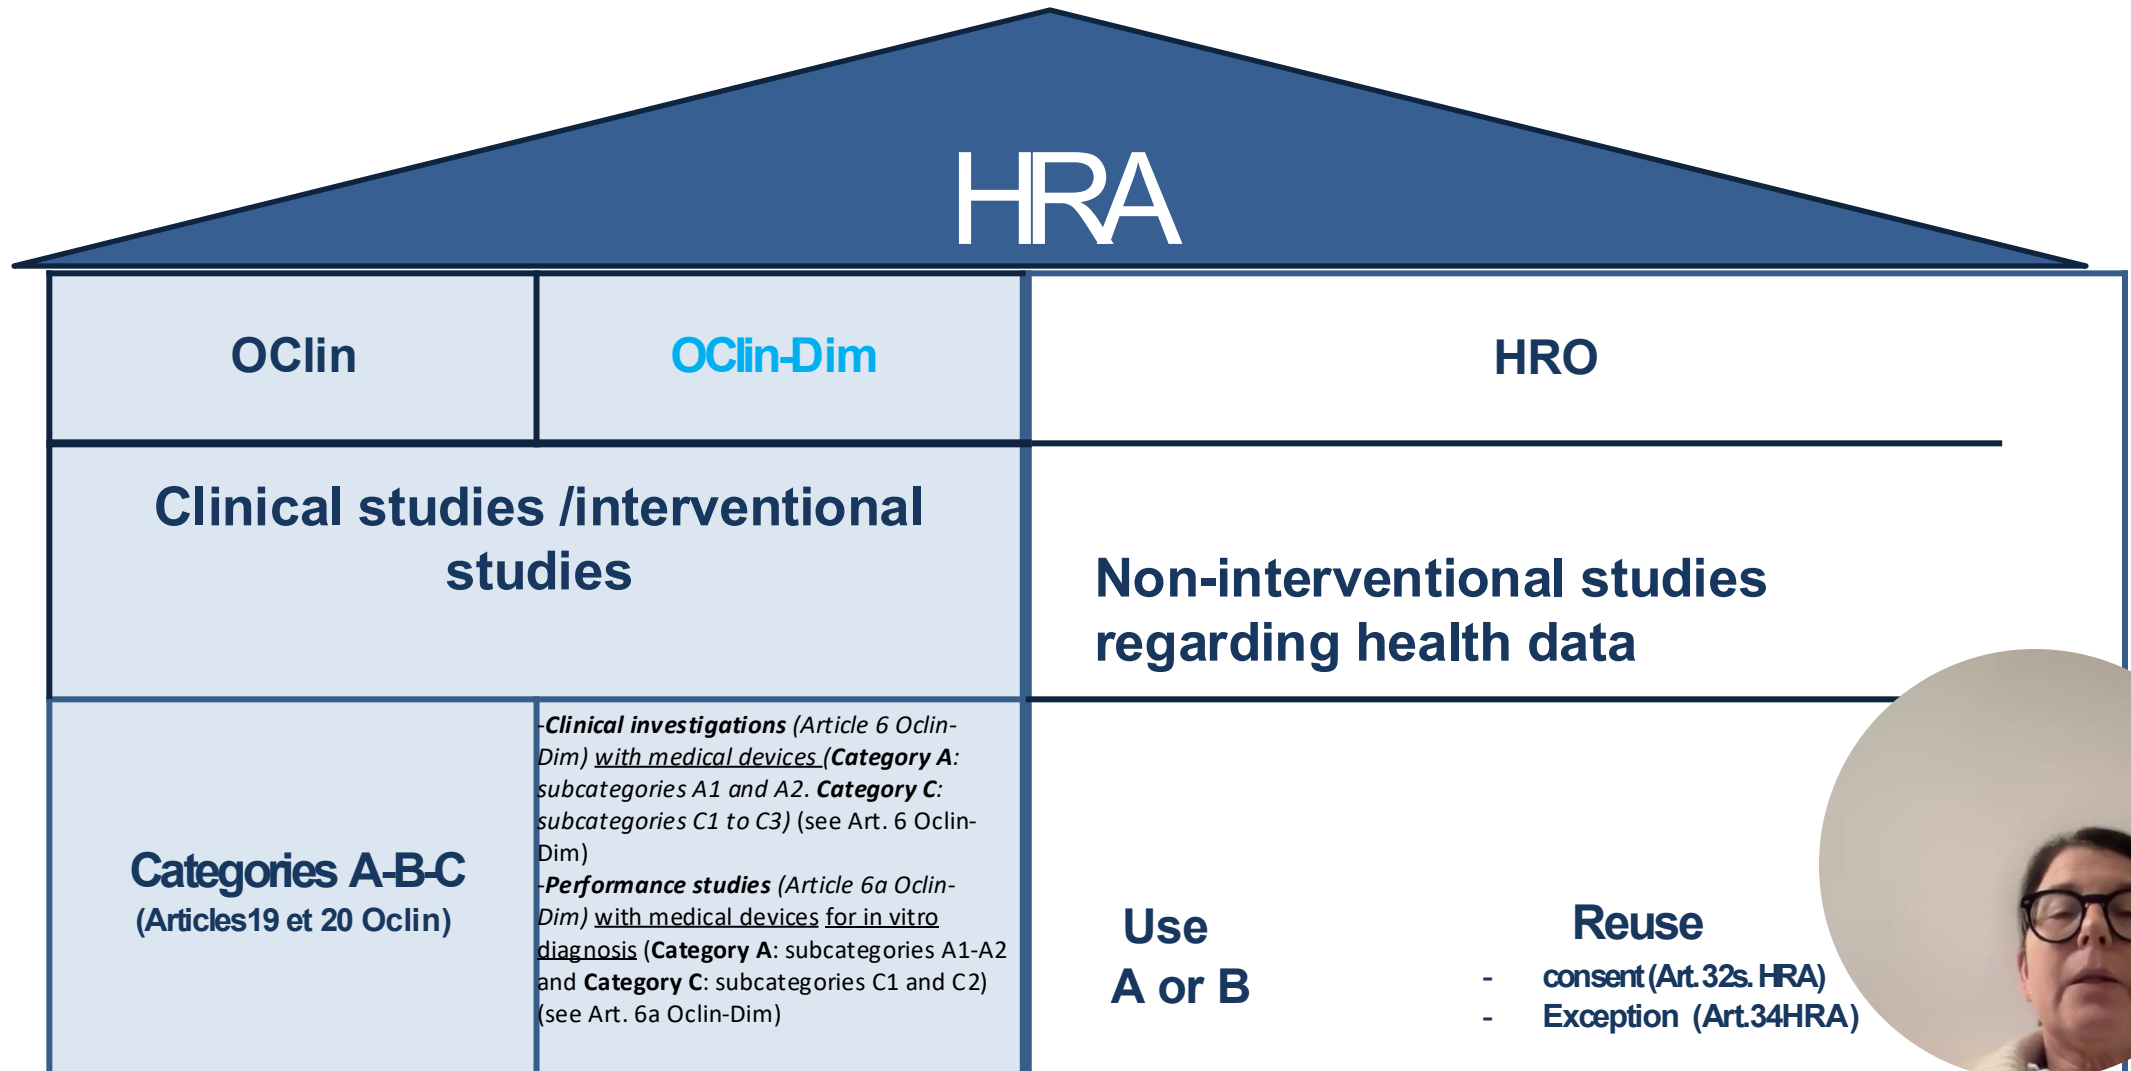 HRA
OClin
OClin-Dim
HRO
Clinical studies /interventional
studies
Non-interventional studies
regarding health data
Categories A-B-C
(Articles19 et 20 Oclin)
-Clinical investigations (Article 6 Oclin-
Dim) with medical devices (Category A:
subcategories A1 and A2. Category C:
subcategories C1 to C3) (see Art. 6 Oclin-
Dim)
-Performance studies (Article 6a Oclin-
Dim) with medical devices for in vitro
diagnosis (Category A: subcategories A1-A2
and Category C: subcategories C1 and C2)
(see Art. 6a Oclin-Dim)
Use
A or B
Reuse
- consent (Art. 32s. HRA)
- Exception (Art.34HRA)